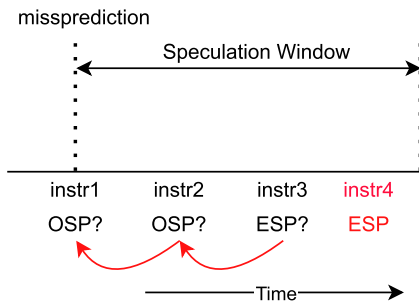 missprediction
Speculation Window
instr1 instr2 instr3 instr4
OSP? OSP? ESP? ESP
Time